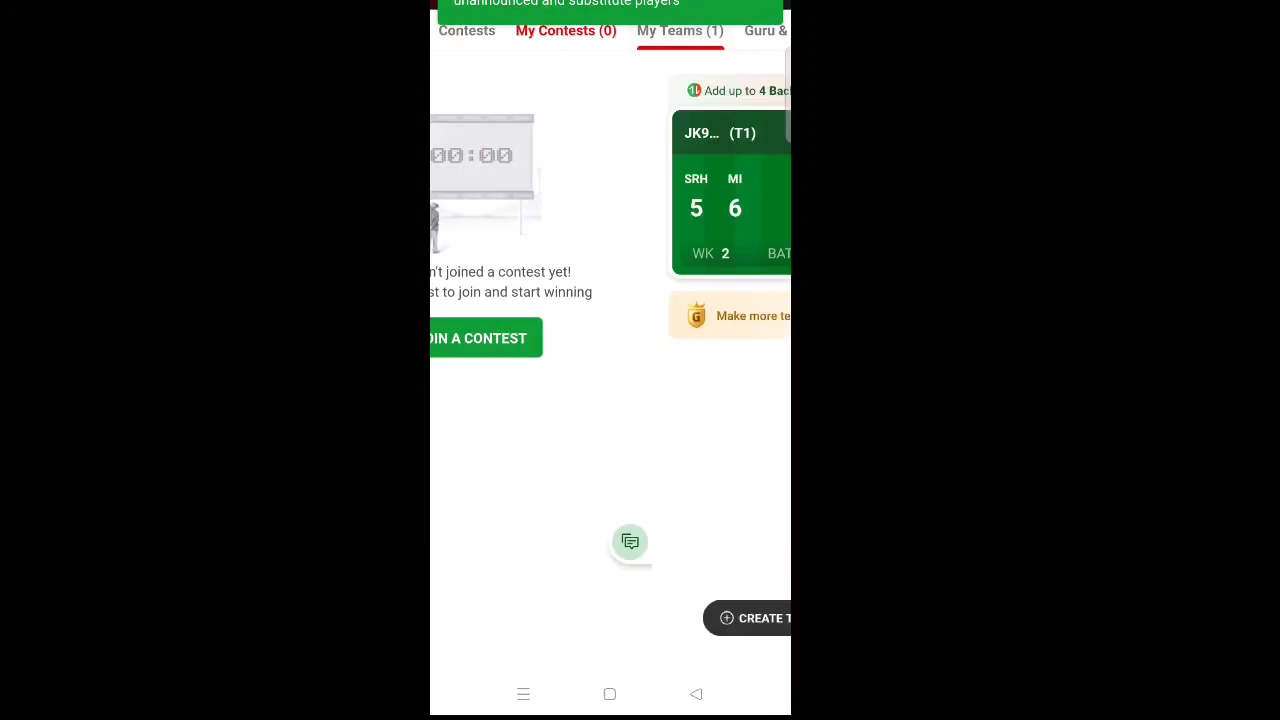 unannounced and substitute players
Contests My Contests (0) My Teams (1) Guru &
Add up to 4 Bac
JK9... (T1)
SRH MI
5 6
WK 2 BAT
00:00
n't joined a contest yet!
st to join and start winning
OIN A CONTEST
G Make more te
CREATE T